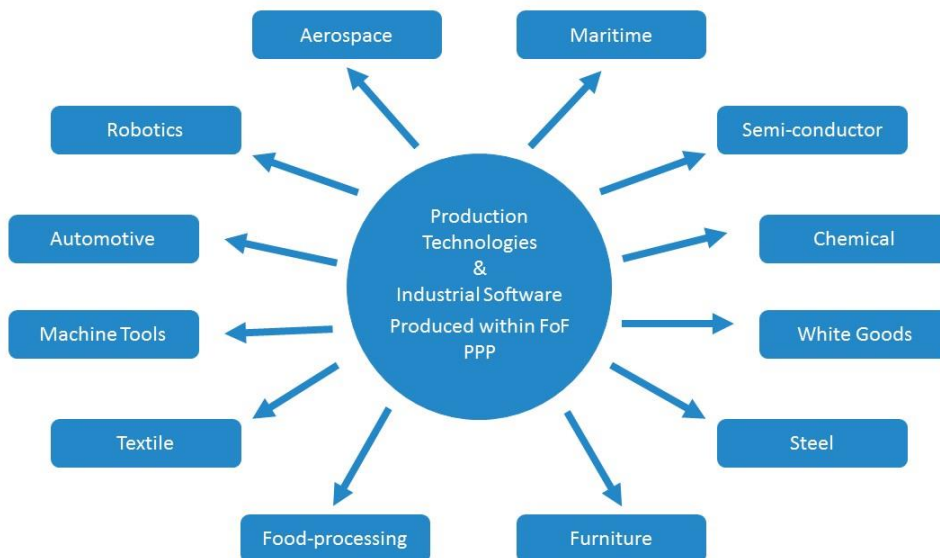 Aerospace
Maritime
Robotics
Semi-conductor
Automotive
Chemical
Machine Tools
White Goods
Textile
Steel
Food-processing
Furniture
Production
Technologies
&
Industrial Software
Produced within FoF
PPP